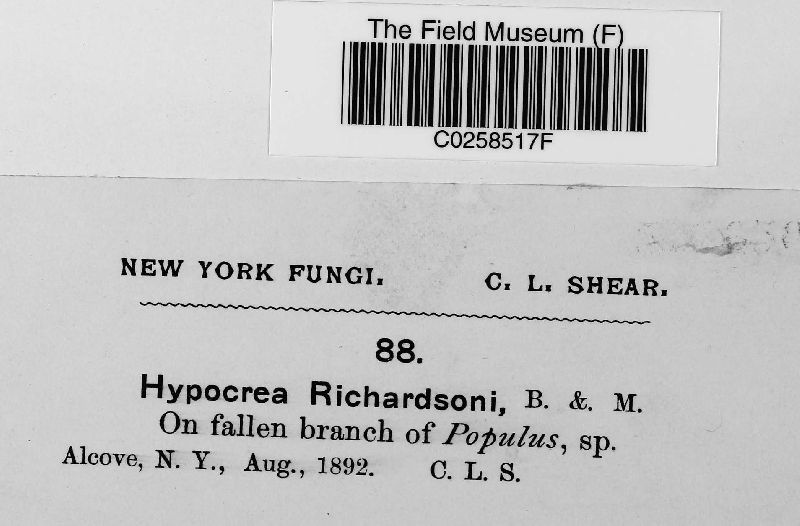 The Field Museum (F)
C0258517F
NEW YORK FUNGI. C. L. SHEAR.
88.
Hypocrea Richardsoni, B. & M.
On fallen branch of Populus, sp.
Alcove, N. Y., Aug., 1892. C. L. S.